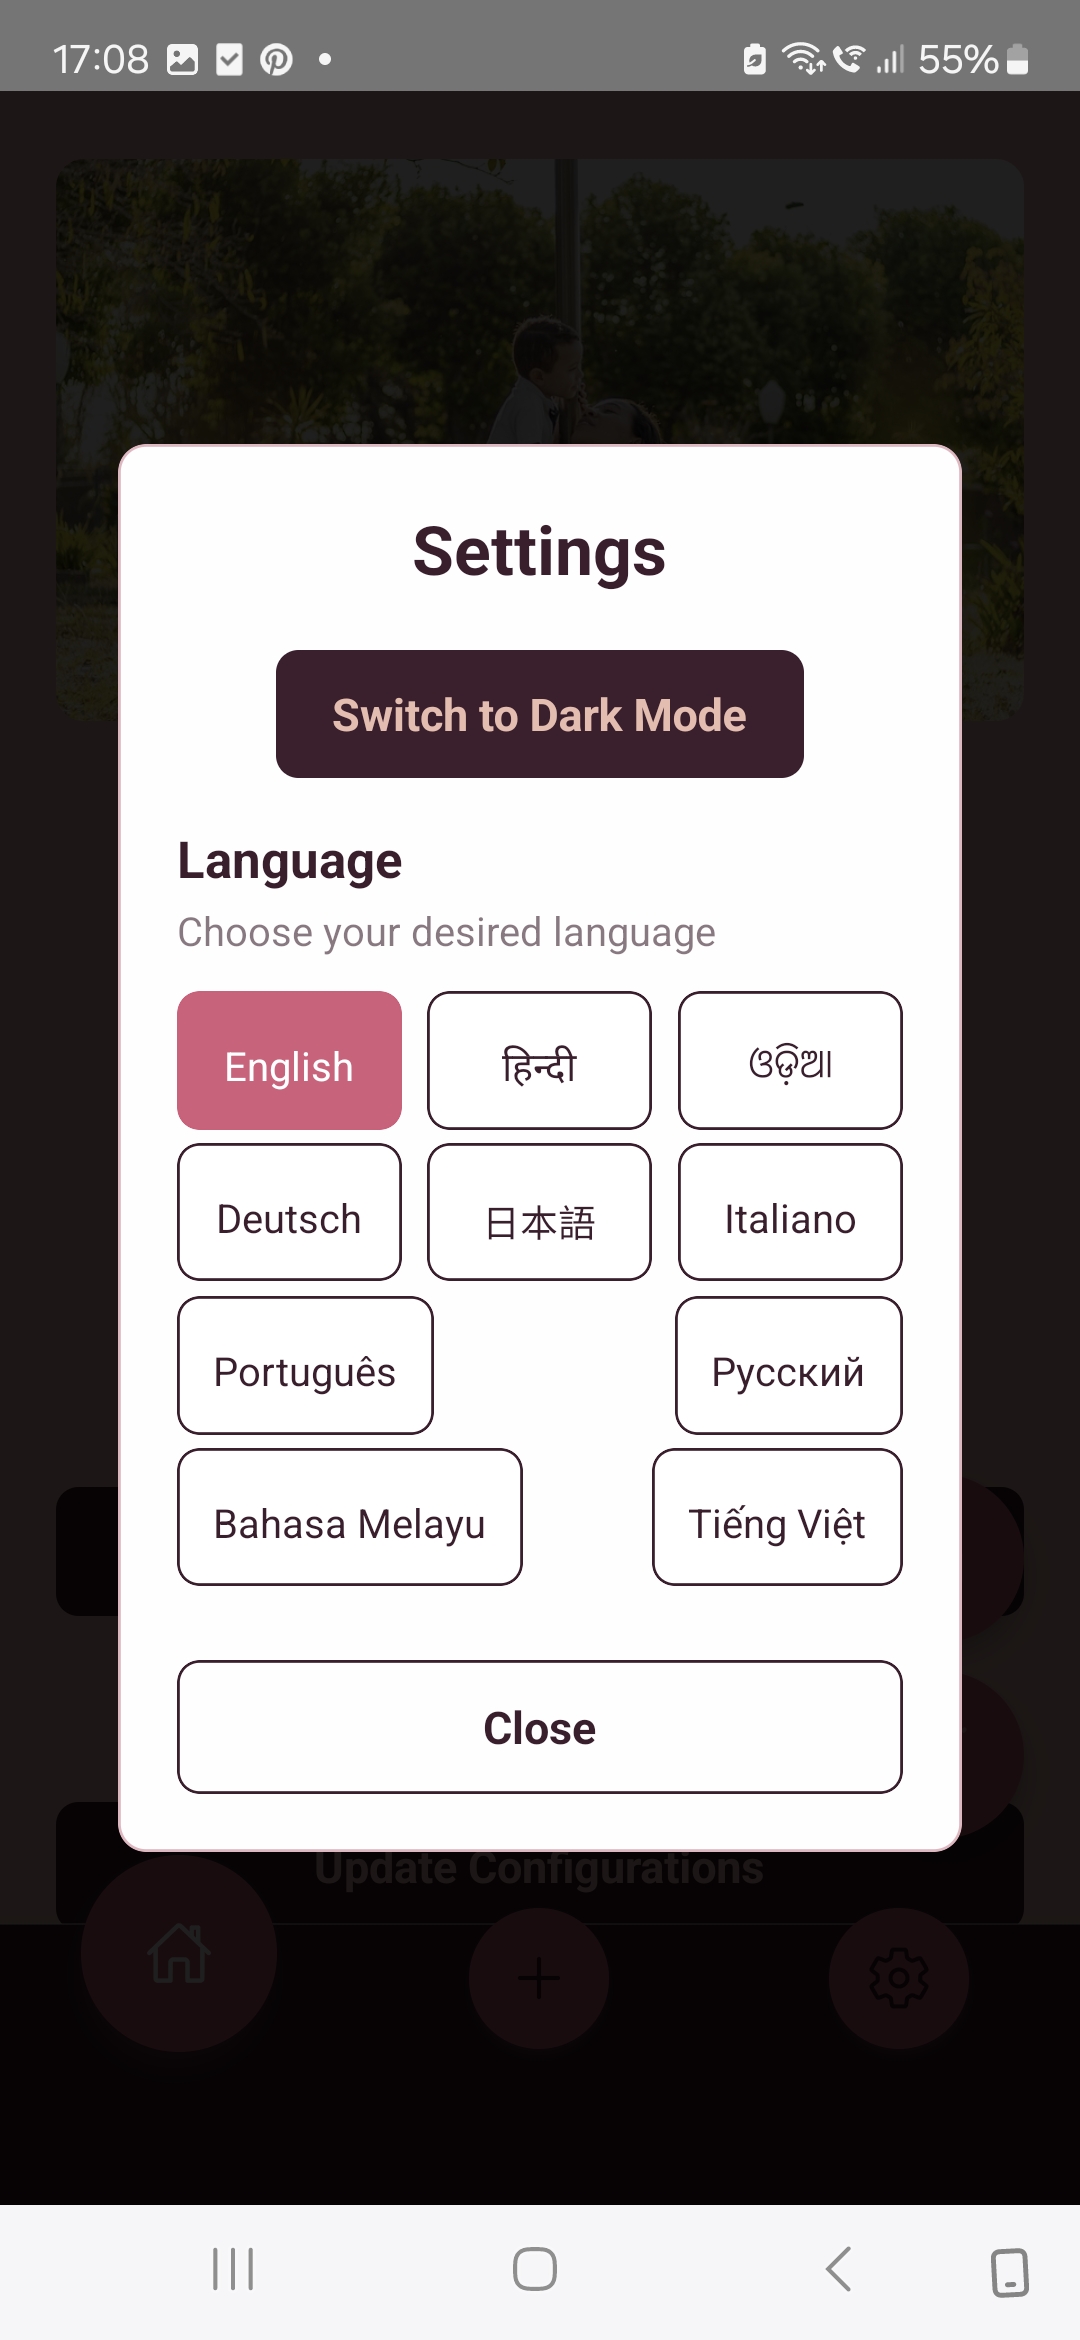 17:08 55%
Settings
Switch to Dark Mode
Language
Choose your desired language
English हिन्दी ଓଡ଼ିଆ
Deutsch 日本語 Italiano
Português Русский
Bahasa Melayu Tiếng Việt
Close
Update Configurations